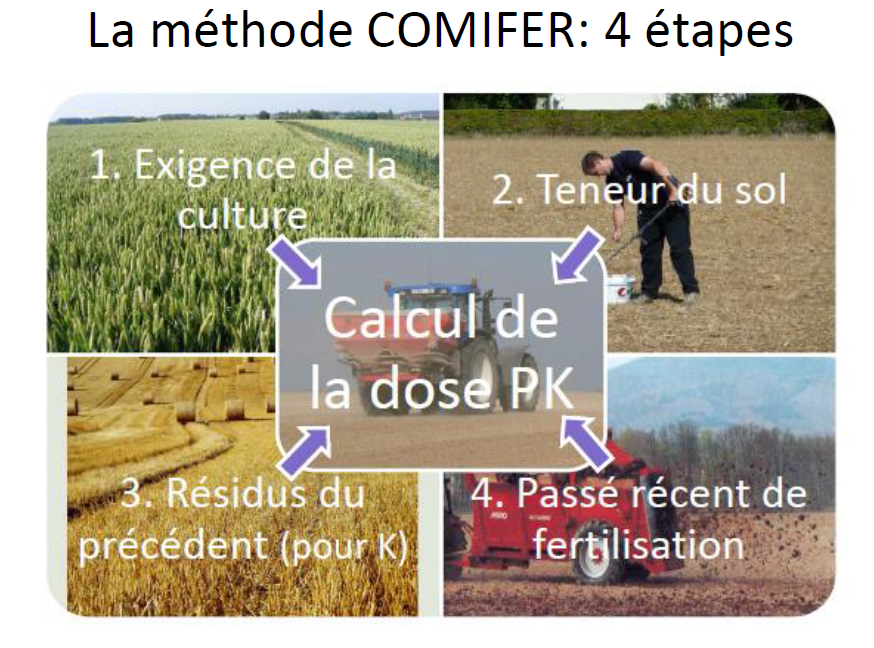 La méthode COMIFER: 4 étapes
1. Exigence de la
culture
2. Teneur du sol
Calcul de
la dose PK
3. Résidus du
précédent (pour K)
4. Passé récent de
fertilisation